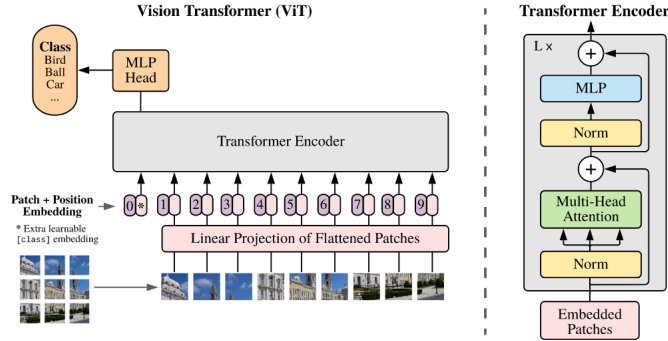 Vision Transformer (ViT)
Class
Bird
Ball
Car
...
MLP
Head
Transformer Encoder
Patch + Position
Embedding
* Extra learnable
[class] embedding
0 * 1 2 3 4 5 6 7 8 9
Linear Projection of Flattened Patches
Transformer Encoder
L ×
+
MLP
Norm
+
Multi-Head
Attention
Norm
Embedded
Patches